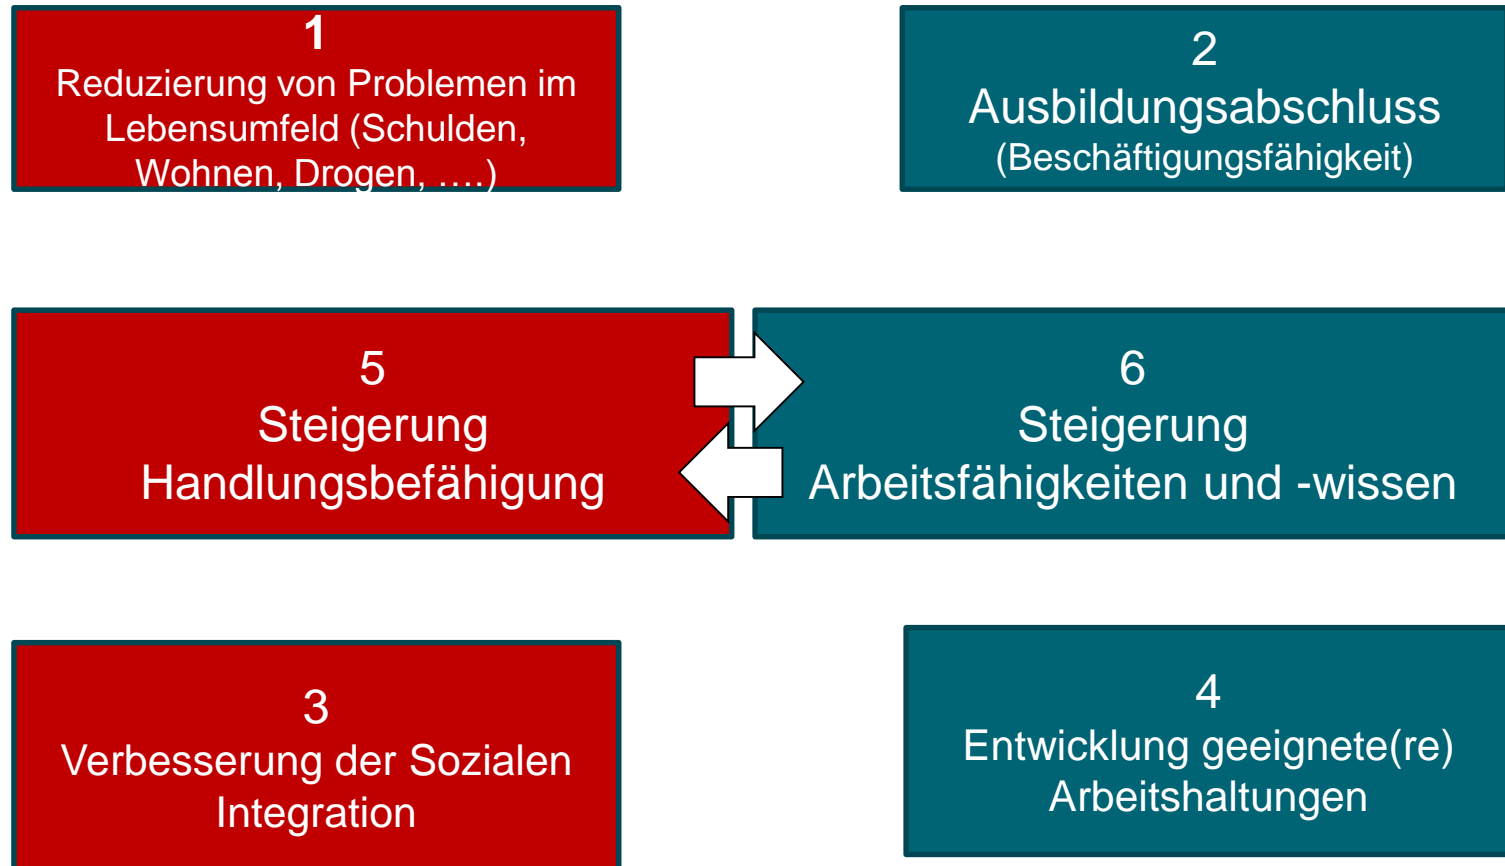 1
Reduzierung von Problemen im
Lebensumfeld (Schulden,
Wohnen, Drogen, ....)
2
Ausbildungsabschluss
(Beschäftigungsfähigkeit)
5
Steigerung
Handlungsbefähigung
6
Steigerung
Arbeitsfähigkeiten und -wissen
3
Verbesserung der Sozialen
Integration
4
Entwicklung geeignete(re)
Arbeitshaltungen